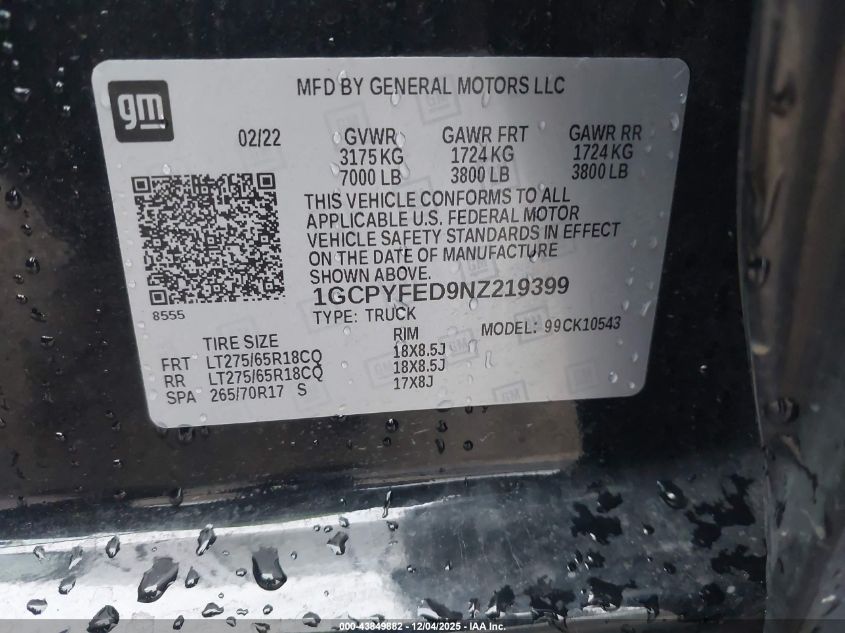 MFD BY GENERAL MOTORS LLC
gm
02/22 GVWR GAWR FRT GAWR RR
3175 KG 1724 KG 1724 KG
7000 LB 3800 LB 3800 LB
THIS VEHICLE CONFORMS TO ALL
APPLICABLE U.S. FEDERAL MOTOR
VEHICLE SAFETY STANDARDS IN EFFECT
ON THE DATE OF MANUFACTURE
SHOWN ABOVE.
1GCPYFED9NZ219399
8555
TYPE: TRUCK MODEL: 99CK10543
TIRE SIZE RIM
FRT LT275/65R18CQ 18X8.5J
RR LT275/65R18CQ 18X8.5J
SPA 265/70R17 S 17X8J
000-43849882 - 12/04/2025 - IAA Inc.